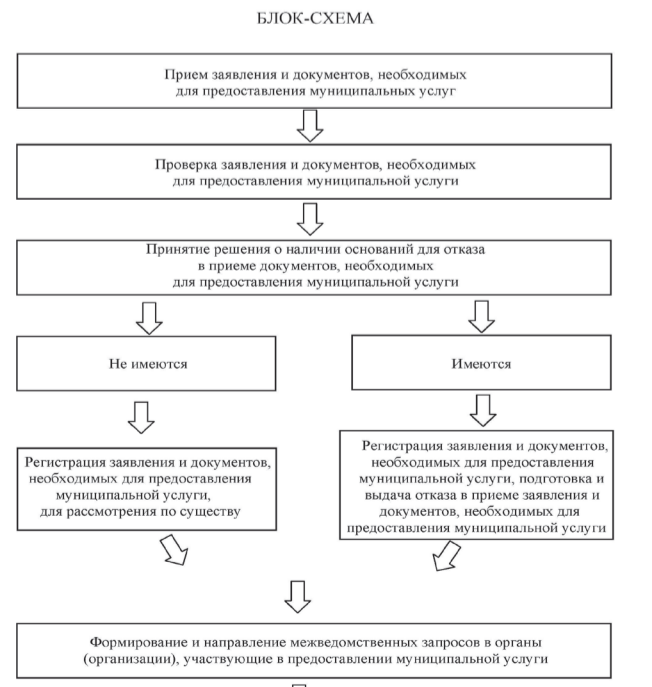 БЛОК-СХЕМА
Прием заявления и документов, необходимых
для предоставления муниципальных услуг
Проверка заявления и документов, необходимых
для предоставления муниципальной услуги
Принятие решения о наличии оснований для отказа
в приеме документов, необходимых
для предоставления муниципальной услуги
Не имеются
Имеются
Регистрация заявления и документов,
необходимых для предоставления
муниципальной услуги,
для рассмотрения по существу
Регистрация заявления и документов,
необходимых для предоставления
муниципальной услуги, подготовка и
выдача отказа в приеме заявления и
документов, необходимых для
предоставления муниципальной услуги
Формирование и направление межведомственных запросов в органы
(организации), участвующие в предоставлении муниципальной услуги